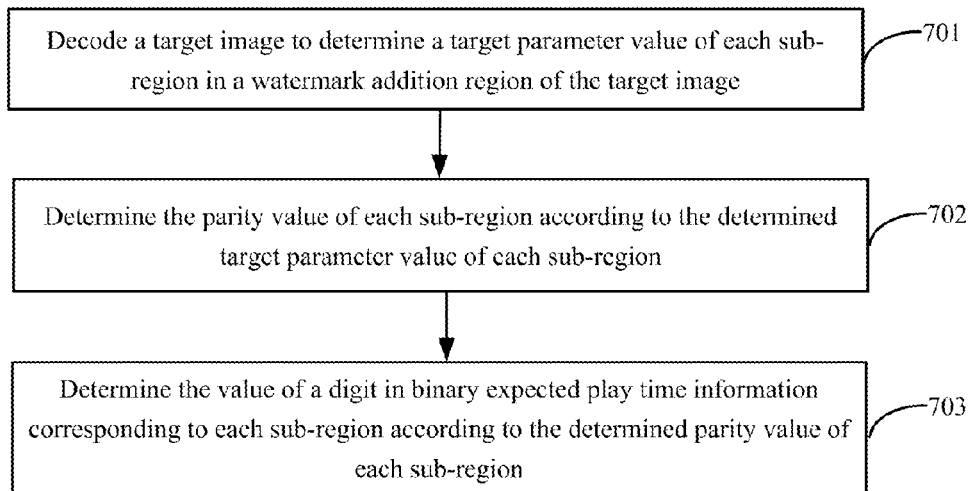 Decode a target image to determine a target parameter value of each sub-
region in a watermark addition region of the target image
701
Determine the parity value of each sub-region according to the determined
target parameter value of each sub-region
702
Determine the value of a digit in binary expected play time information
corresponding to each sub-region according to the determined parity value of
each sub-region
703